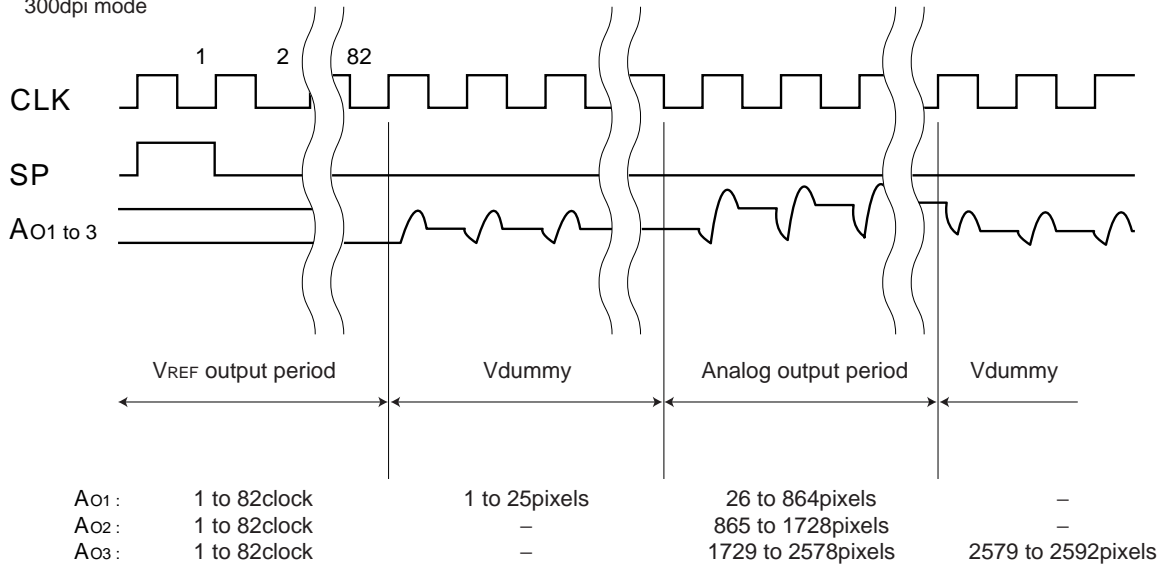 300dpi mode
1 2 82
CLK
SP
AO1 to 3
VREF output period Vdummy Analog output period Vdummy
AO1 : 1 to 82clock 1 to 25pixels 26 to 864pixels –
AO2 : 1 to 82clock – 865 to 1728pixels –
AO3 : 1 to 82clock – 1729 to 2578pixels 2579 to 2592pixels